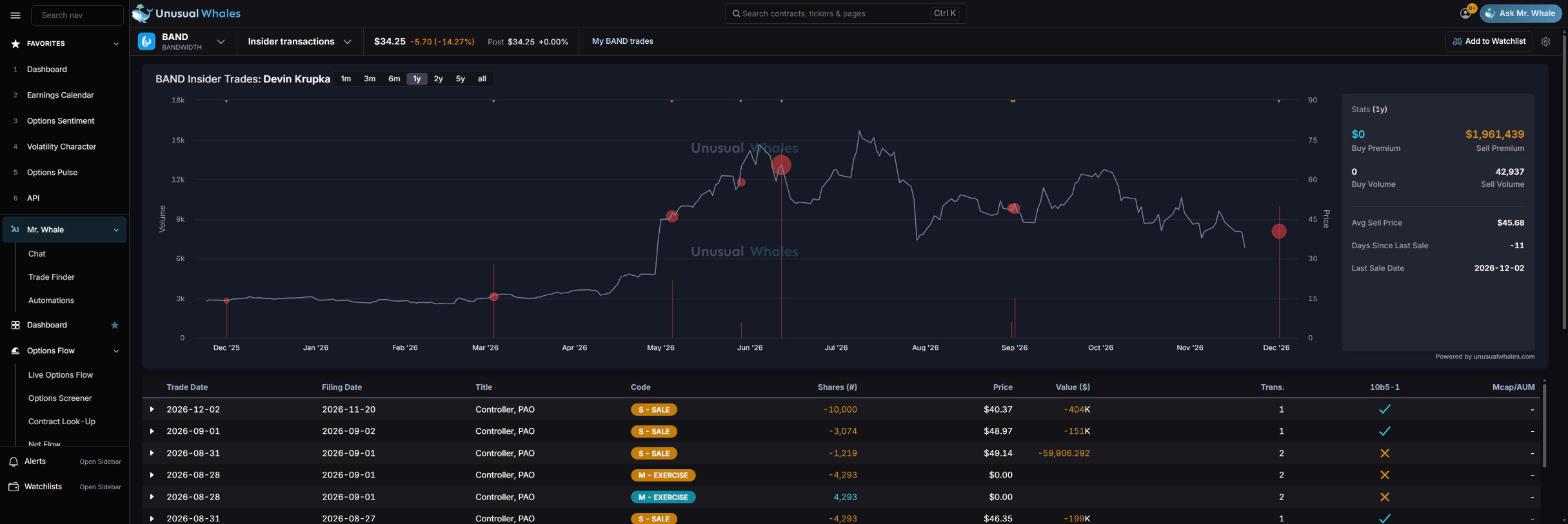 Search nav
Unusual Whales
Search contracts, tickers & pages Ctrl K
9+
Ask Mr. Whale
FAVORITES
1 Dashboard
2 Earnings Calendar
3 Options Sentiment
4 Volatility Character
5 Options Pulse
6 API
AI Mr. Whale
Chat
Trade Finder
Automations
Dashboard
Options Flow
Live Options Flow
Options Screener
Contract Look-Up
Net Flow
Alerts Open Sidebar
Watchlists Open Sidebar
BAND
BANDWIDTH
Insider transactions
$34.25 -5.70 (-14.27%) Post $34.25 +0.00%
My BAND trades
Add to Watchlist
BAND Insider Trades: Devin Krupka 1m 3m 6m 1y 2y 5y all
18k 90
15k 75
Unusual Whales
12k 60
Volume
9k 45
Price
Unusual Whales
6k 30
3k 15
0 0
Dec '25 Jan '26 Feb '26 Mar '26 Apr '26 May '26 Jun '26 Jul '26 Aug '26 Sep '26 Oct '26 Nov '26 Dec '26
Stats (1y)
$0 $1,961,439
Buy Premium Sell Premium
0 42,937
Buy Volume Sell Volume
Avg Sell Price $45.68
Days Since Last Sale -11
Last Sale Date 2026-12-02
Powered by unusualwhales.com
Trade Date Filing Date Title Code Shares (#) Price Value ($) Trans. 10b5-1 Mcap/AUM
2026-12-02 2026-11-20 Controller, PAO S - SALE -10,000 $40.37 -404K 1 -
2026-09-01 2026-09-02 Controller, PAO S - SALE -3,074 $48.97 -151K 1 -
2026-08-31 2026-09-01 Controller, PAO S - SALE -1,219 $49.14 -59,906.292 2 -
2026-08-28 2026-09-01 Controller, PAO M - EXERCISE -4,293 $0.00 2 -
2026-08-28 2026-09-01 Controller, PAO M - EXERCISE 4,293 $0.00 2 -
2026-08-31 2026-08-27 Controller, PAO S - SALE -4,293 $46.35 -199K 1 -